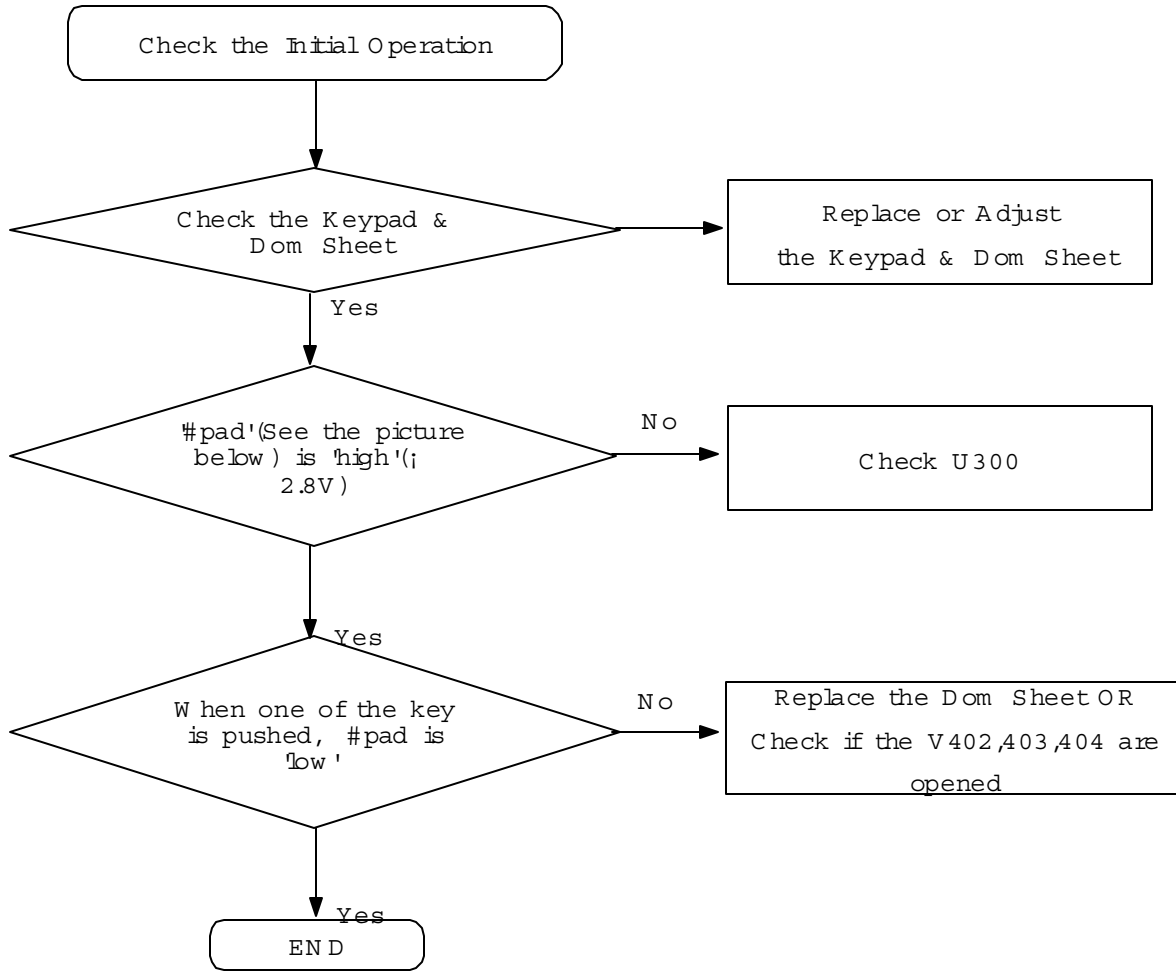 Check the Initial Operation
Check the Keypad &
Dom Sheet
Replace or Adjust
the Keypad & Dom Sheet
Yes
'#pad'(See the picture
below) is 'high'(¡
2.8V)
No
Check U300
Yes
When one of the key
is pushed, #pad is
'low'
No
Replace the Dom Sheet OR
Check if the V402,403,404 are
opened
Yes
END